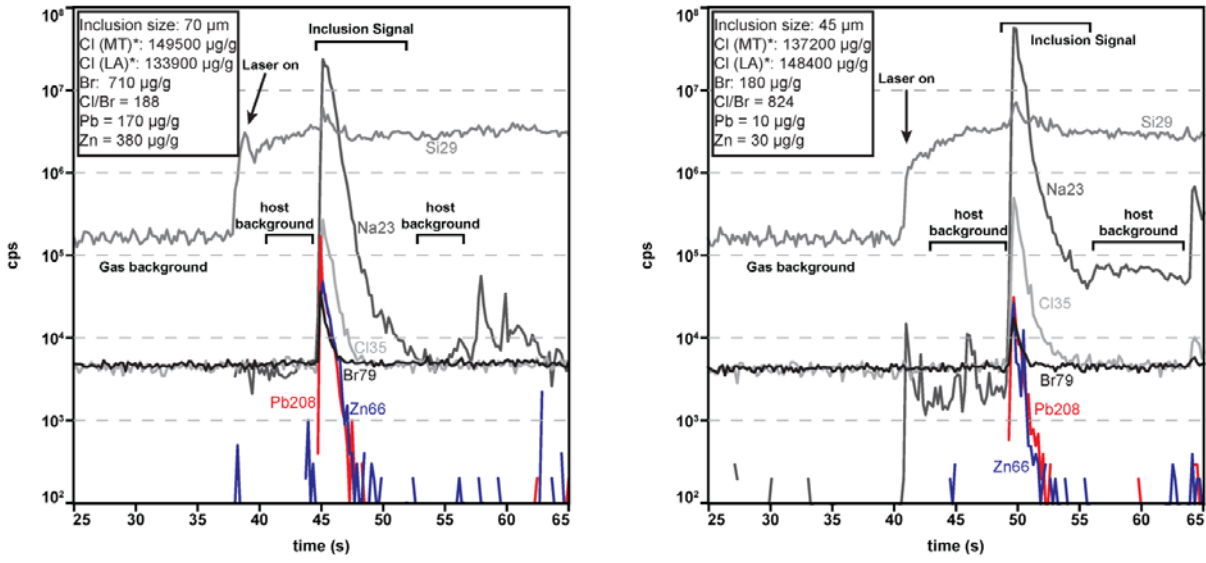 Inclusion size: 70 µm
Cl (MT)*: 149500 µg/g
Cl (LA)*: 133900 µg/g
Br: 710 µg/g
Cl/Br = 188
Pb = 170 µg/g
Zn = 380 µg/g
Inclusion Signal
Laser on
Si29
host
background
Na23
host
background
Gas background
Cl35
Br79
Pb208
Zn66
cps
10⁸
10⁷
10⁶
10⁵
10⁴
10³
10²
25 30 35 40 45 50 55 60 65
time (s)
Inclusion size: 45 µm
Cl (MT)*: 137200 µg/g
Cl (LA)*: 148400 µg/g
Br: 180 µg/g
Cl/Br = 824
Pb = 10 µg/g
Zn = 30 µg/g
Inclusion Signal
Laser on
Si29
Na23
host
background
host
background
Gas background
Cl35
Br79
Pb208
Zn66
cps
10⁸
10⁷
10⁶
10⁵
10⁴
10³
10²
25 30 35 40 45 50 55 60 65
time (s)